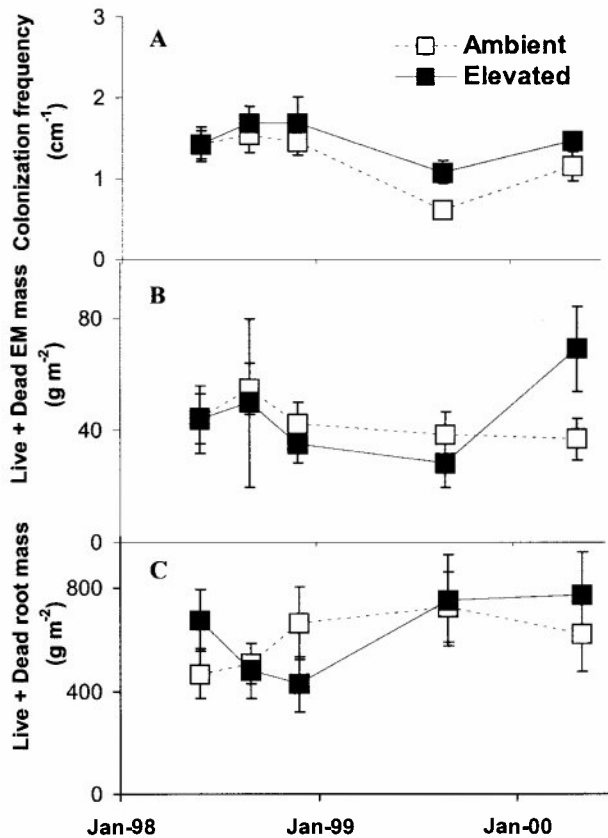 A
Ambient
Elevated
Colonization frequency
(cm⁻¹)
3
2
1
0
B
Live + Dead EM mass
(g m⁻²)
80
40
0
C
Live + Dead root mass
(g m⁻²)
800
400
0
Jan-98
Jan-99
Jan-00